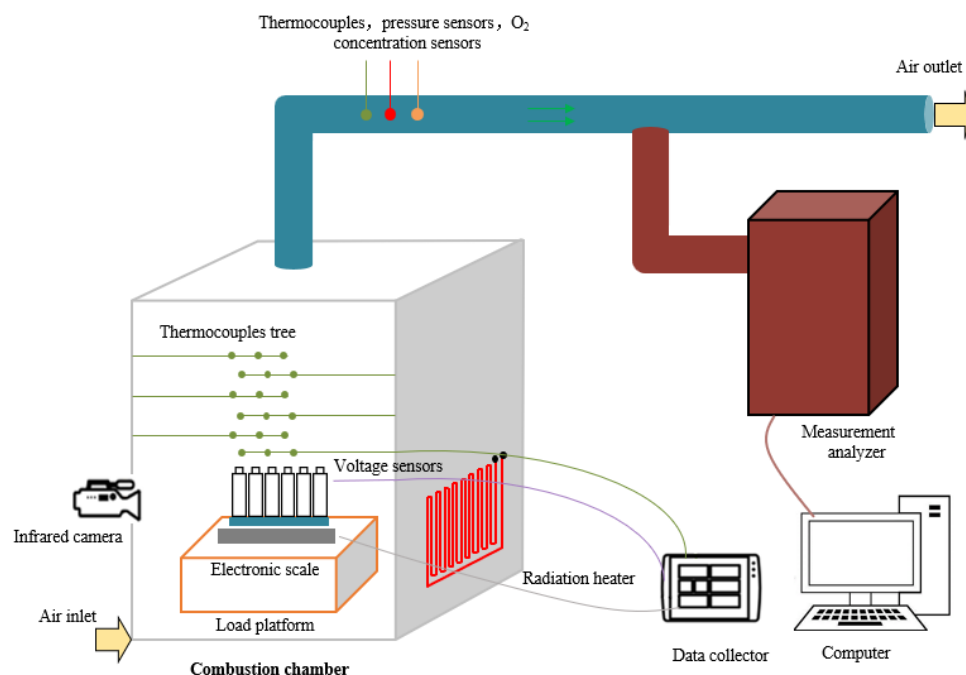 Thermocouples, pressure sensors, O₂
concentration sensors
Air outlet
Thermocouples tree
Measurement
analyzer
Voltage sensors
Infrared camera
Electronic scale
Radiation heater
Air inlet
Load platform
Data collector
Computer
Combustion chamber